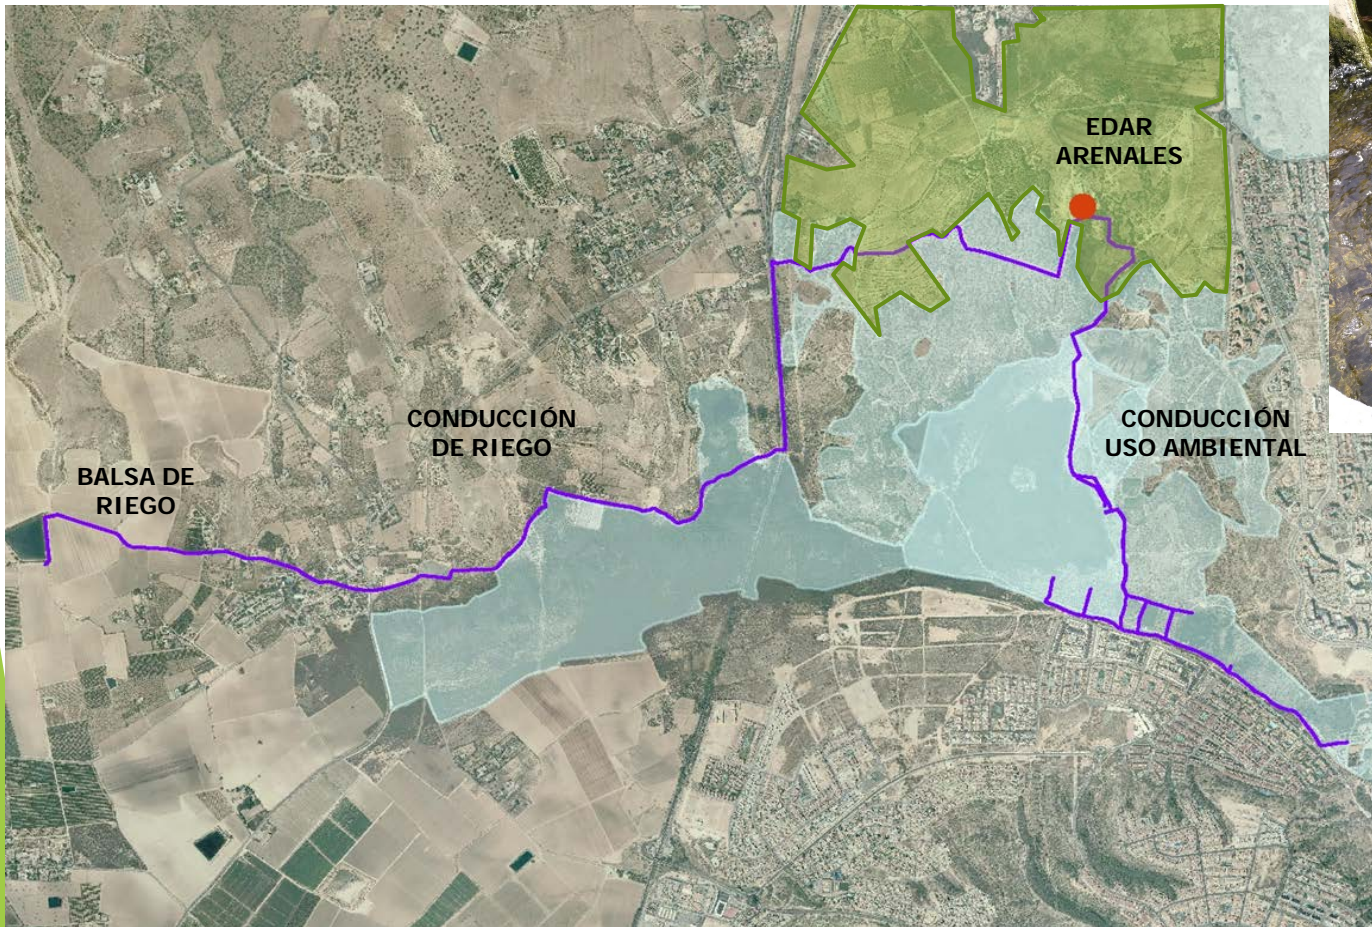 EDAR
ARENALES
CONDUCCIÓN
DE RIEGO
CONDUCCIÓN
USO AMBIENTAL
BALSA DE
RIEGO